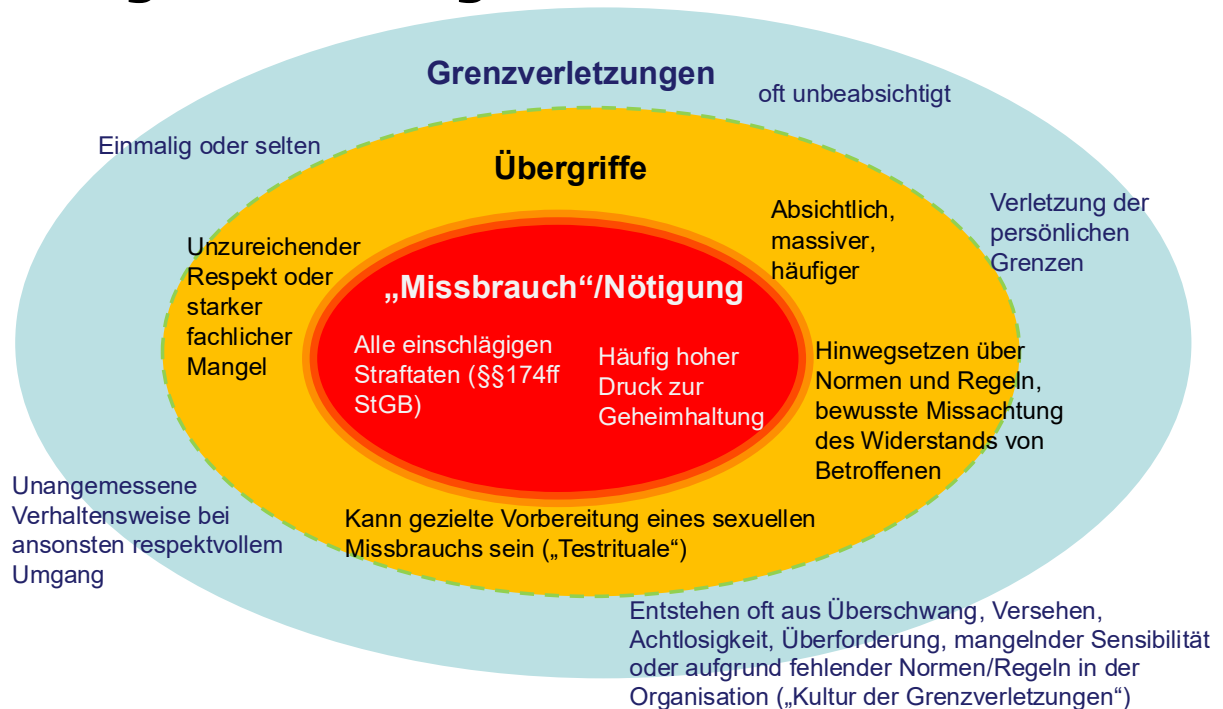 Grenzverletzungen
oft unbeabsichtigt
Einmalig oder selten
Übergriffe
Absichtlich,
massiver,
häufiger
Verletzung der
persönlichen
Grenzen
Unzureichender
Respekt oder
starker
fachlicher
Mangel
„Missbrauch“/Nötigung
Alle einschlägigen
Straftaten (§§174ff
StGB)
Häufig hoher
Druck zur
Geheimhaltung
Hinwegsetzen über
Normen und Regeln,
bewusste Missachtung
des Widerstands von
Betroffenen
Unangemessene
Verhaltensweise bei
ansonsten respektvollem
Umgang
Kann gezielte Vorbereitung eines sexuellen
Missbrauchs sein („Testrituale“)
Entstehen oft aus Überschwang, Versehen,
Achtlosigkeit, Überforderung, mangelnder Sensibilität
oder aufgrund fehlender Normen/Regeln in der
Organisation („Kultur der Grenzverletzungen“)